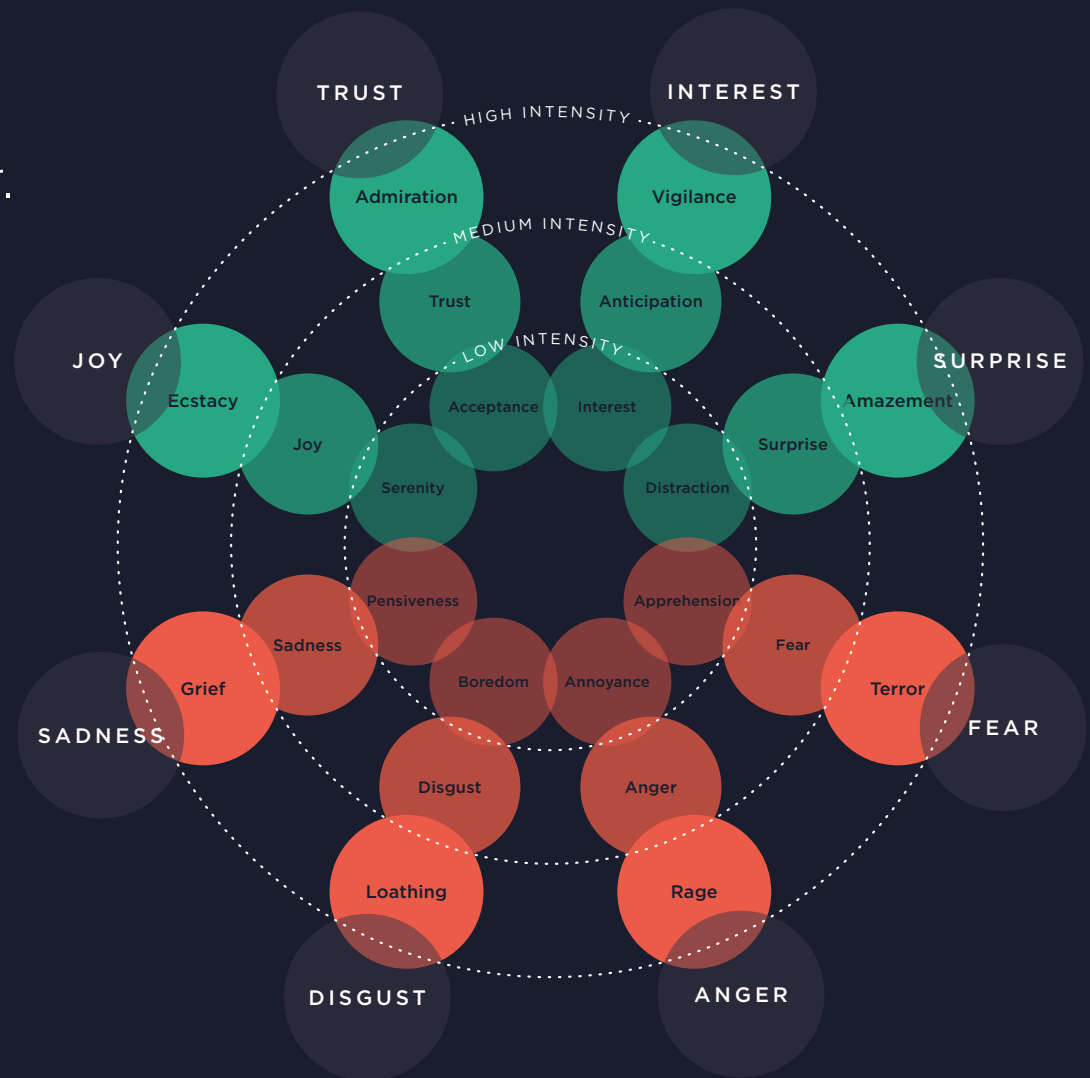 TRUST
INTEREST
HIGH INTENSITY
Admiration
Vigilance
MEDIUM INTENSITY
Trust
Anticipation
LOW INTENSITY
JOY
SURPRISE
Ecstacy
Acceptance
Interest
Amazement
Joy
Surprise
Serenity
Distraction
Pensiveness
Apprehension
Sadness
Fear
Grief
Boredom
Annoyance
Terror
SADNESS
FEAR
Disgust
Anger
Loathing
Rage
DISGUST
ANGER